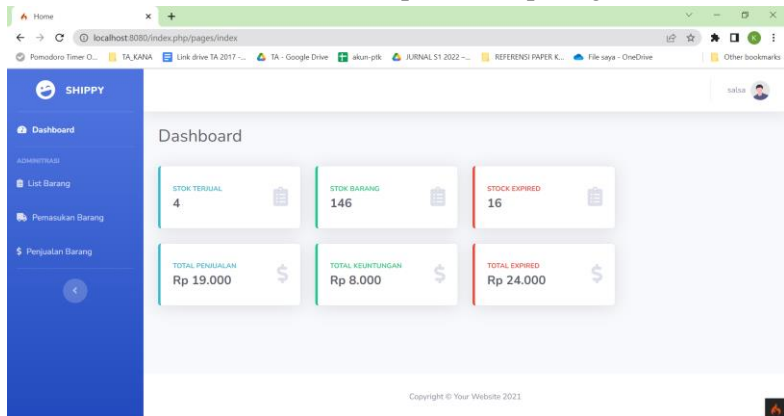 Home
localhost:8080/index.php/pages/index
Pomodoro Timer O... TA_KANA Link drive TA 2017 -... TA - Google Drive akun-ptk JURNAL S1 2022 -... REFERENSI PAPER K... File saya - OneDrive Other bookmarks
SHIPPY
salsa
Dashboard
Dashboard
ADMINITRASI
List Barang
Pemasukan Barang
Penjualan Barang
STOK TERJUAL
4
STOK BARANG
146
STOCK EXPIRED
16
TOTAL PENJUALAN
Rp 19.000
TOTAL KEUNTUNGAN
Rp 8.000
TOTAL EXPIRED
Rp 24.000
Copyright © Your Website 2021